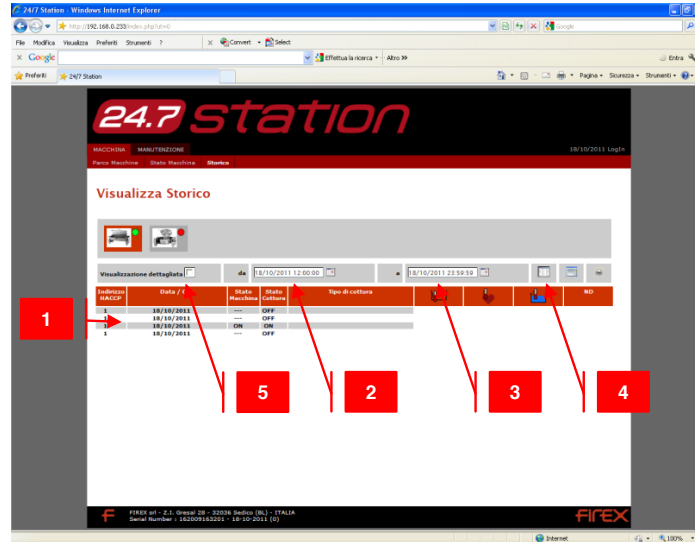 24/7 Station - Windows Internet Explorer
http://192.168.0.233/index.php?ut=0
Google
File Modifica Visualizza Preferiti Strumenti ? x Convert Select
x Google Effettua la ricerca Altro » Entra
Preferiti 24/7 Station Pagina Sicurezza Strumenti
24.7 station
MACCHINA MANUTENZIONE 18/10/2011 LogIn
Parco Macchine Stato Macchina Storico
Visualizza Storico
Visualizzazione dettagliata da 18/10/2011 12:00:00 a 18/10/2011 23:59:59
Indirizzo HACCP Data / Stato Macchina Stato Cottura Tipo di cottura ND
1 18/10/2011 --- OFF
1 18/10/2011 --- OFF
1 18/10/2011 ON ON
1 18/10/2011 --- OFF
1
5
2
3
4
FIREX srl - Z.I. Gresal 28 - 32036 Sedico (BL) - ITALIA
Serial Number : 162009163201 - 18-10-2011 (0)
FIREX
Internet 100%